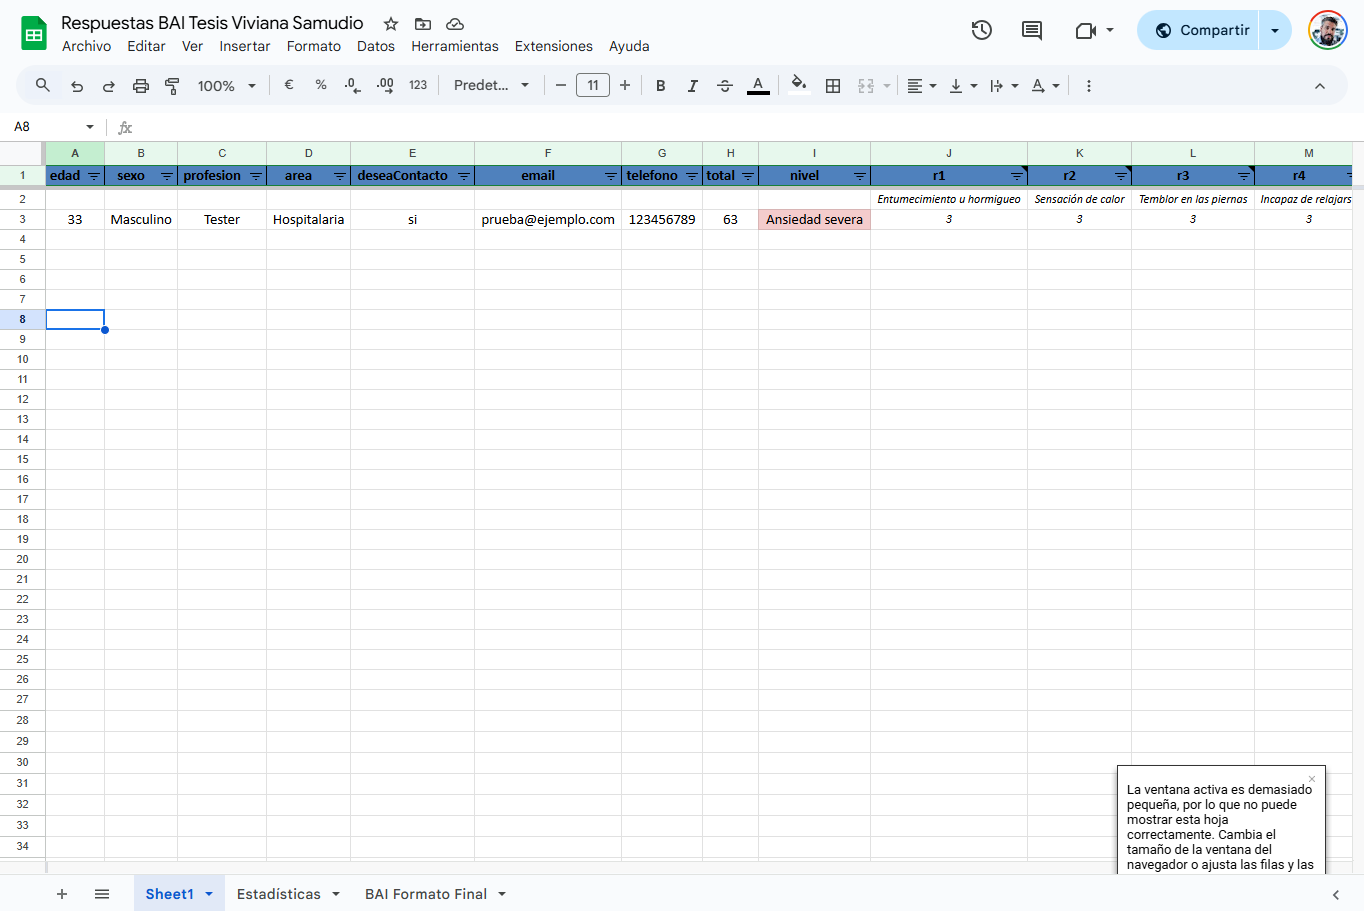 Respuestas BAI Tesis Viviana Samudio
Archivo Editar Ver Insertar Formato Datos Herramientas Extensiones Ayuda
Compartir
100% € % .0 .00 123 Predet... 11 B I S A
A8 fx
A B C D E F G H I J K L M
1 edad sexo profesion area deseaContacto email telefono total nivel r1 r2 r3 r4
2 Entumecimiento u hormigueo Sensación de calor Temblor en las piernas Incapaz de relajars
3 33 Masculino Tester Hospitalaria si prueba@ejemplo.com 123456789 63 Ansiedad severa 3 3 3 3
4
5
6
7
8
9
10
11
12
13
14
15
16
17
18
19
20
21
22
23
24
25
26
27
28
29
30
31
32
33
34
La ventana activa es demasiado
pequeña, por lo que no puede
mostrar esta hoja
correctamente. Cambia el
tamaño de la ventana del
navegador o ajusta las filas y las
Sheet1 Estadísticas BAI Formato Final